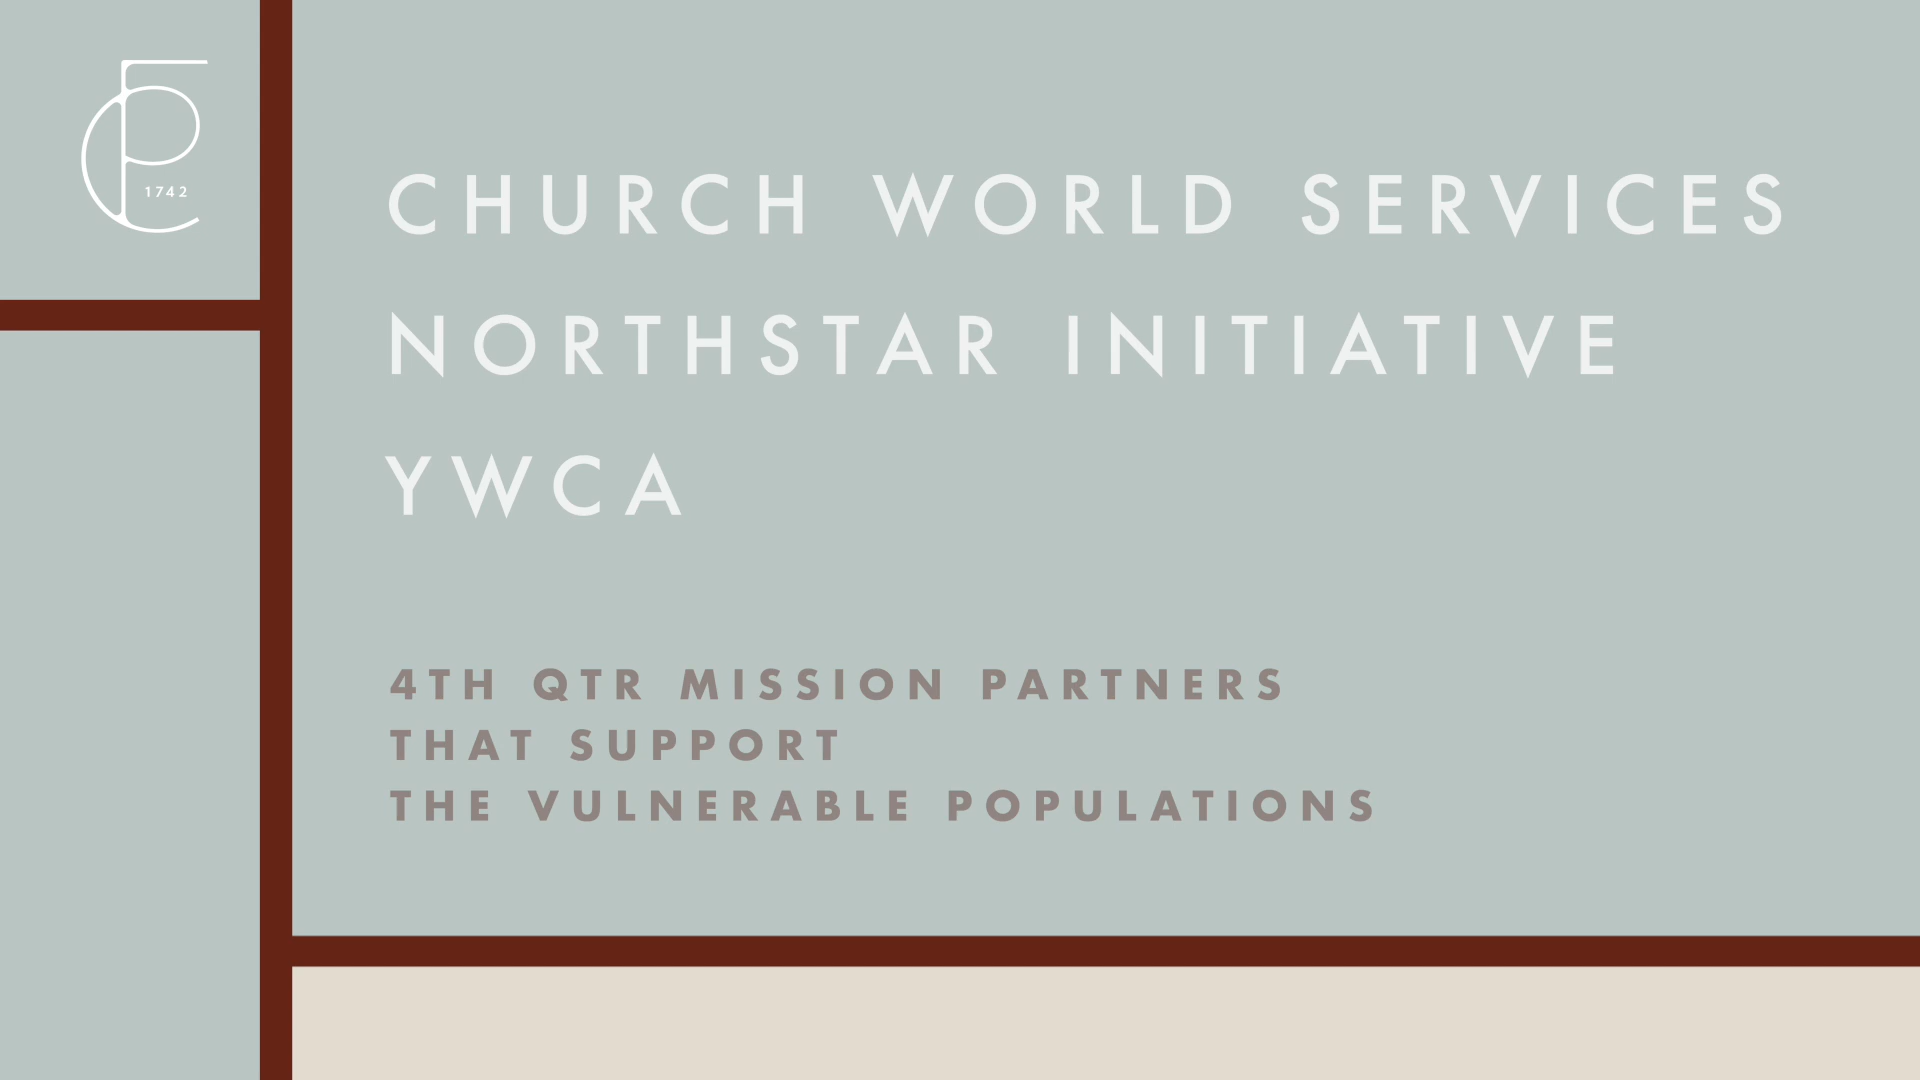 1742
CHURCH WORLD SERVICES
NORTHSTAR INITIATIVE
YWCA
4TH QTR MISSION PARTNERS
THAT SUPPORT
THE VULNERABLE POPULATIONS